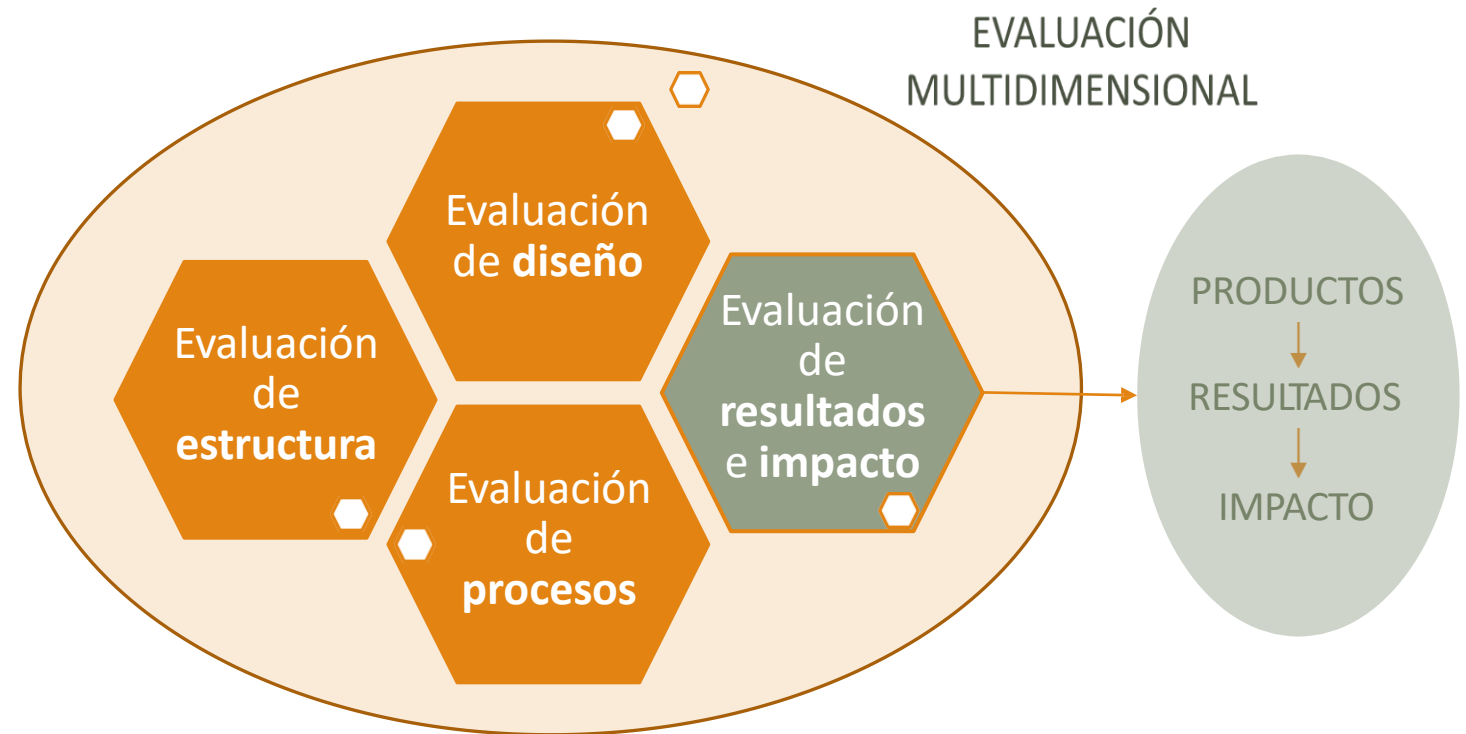 EVALUACIÓN
MULTIDIMENSIONAL
Evaluación
de diseño
Evaluación
de
estructura
Evaluación
de
resultados
e impacto
Evaluación
de
procesos
PRODUCTOS
RESULTADOS
IMPACTO